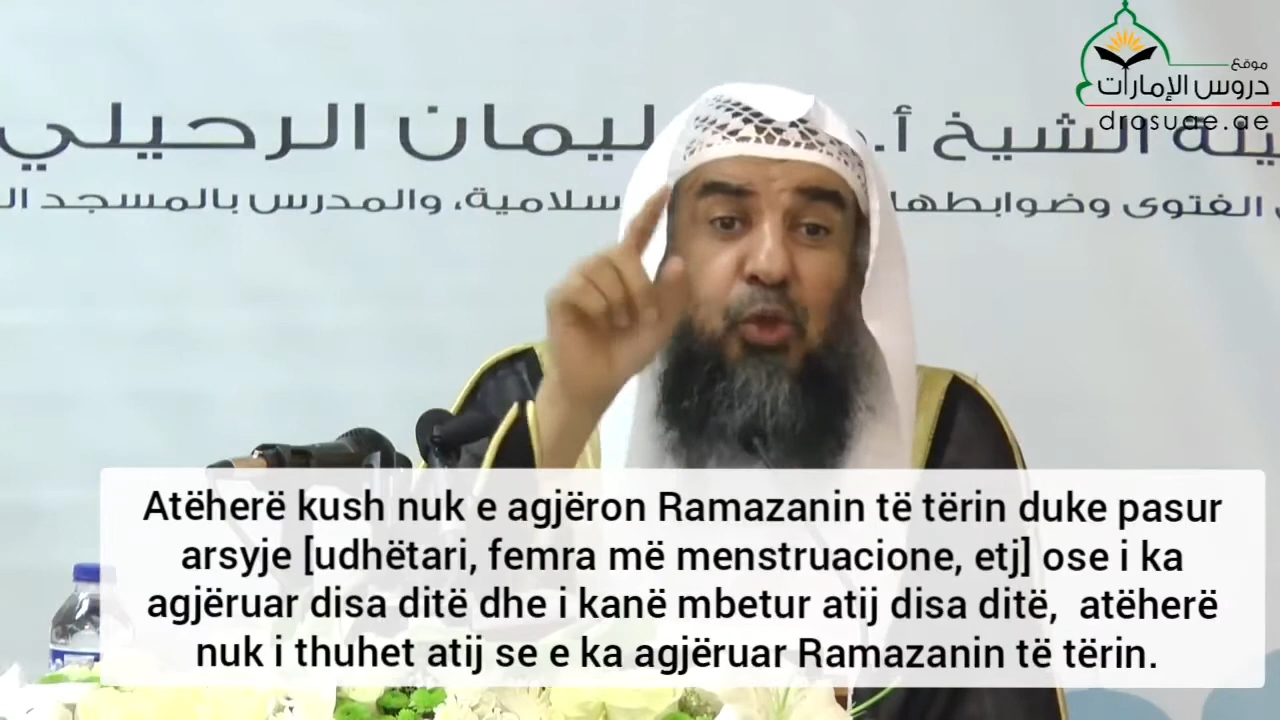 موقع
دروس الإمارات
drosuae.ae
الشيخ أ.
ليمان الرحيلي
الفتوى وضوابطها
سلامية، والمدرس بالمسجد
Atëherë kush nuk e agjëron Ramazanin të tërin duke pasur
arsyje [udhëtari, femra më menstruacione, etj] ose i ka
agjëruar disa ditë dhe i kanë mbetur atij disa ditë, atëherë
nuk i thuhet atij se e ka agjëruar Ramazanin të tërin.